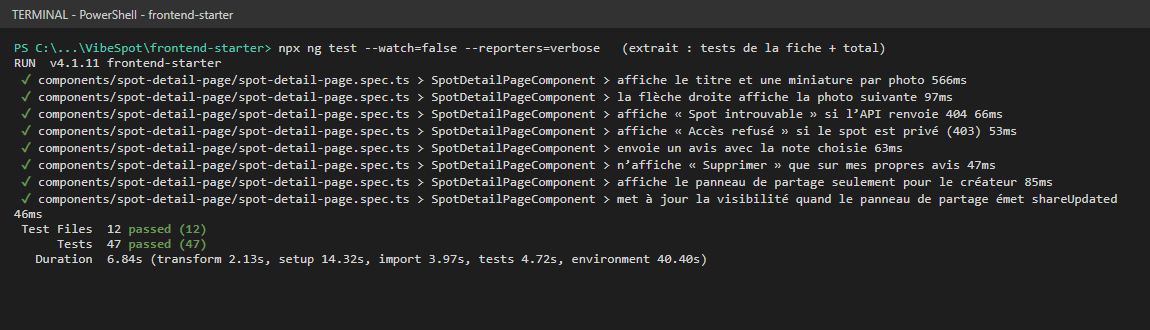 TERMINAL - PowerShell - frontend-starter
PS C:\...\VibeSpot\frontend-starter> npx ng test --watch=false --reporters=verbose   (extrait : tests de la fiche + total)
RUN  v4.1.11 frontend-starter
✓ components/spot-detail-page/spot-detail-page.spec.ts > SpotDetailPageComponent > affiche le titre et une miniature par photo 566ms
✓ components/spot-detail-page/spot-detail-page.spec.ts > SpotDetailPageComponent > la flèche droite affiche la photo suivante 97ms
✓ components/spot-detail-page/spot-detail-page.spec.ts > SpotDetailPageComponent > affiche « Spot introuvable » si l’API renvoie 404 66ms
✓ components/spot-detail-page/spot-detail-page.spec.ts > SpotDetailPageComponent > affiche « Accès refusé » si le spot est privé (403) 53ms
✓ components/spot-detail-page/spot-detail-page.spec.ts > SpotDetailPageComponent > envoie un avis avec la note choisie 63ms
✓ components/spot-detail-page/spot-detail-page.spec.ts > SpotDetailPageComponent > n’affiche « Supprimer » que sur mes propres avis 47ms
✓ components/spot-detail-page/spot-detail-page.spec.ts > SpotDetailPageComponent > affiche le panneau de partage seulement pour le créateur 85ms
✓ components/spot-detail-page/spot-detail-page.spec.ts > SpotDetailPageComponent > met à jour la visibilité quand le panneau de partage émet shareUpdated
46ms
Test Files  12 passed (12)
Tests  47 passed (47)
Duration  6.84s (transform 2.13s, setup 14.32s, import 3.97s, tests 4.72s, environment 40.40s)